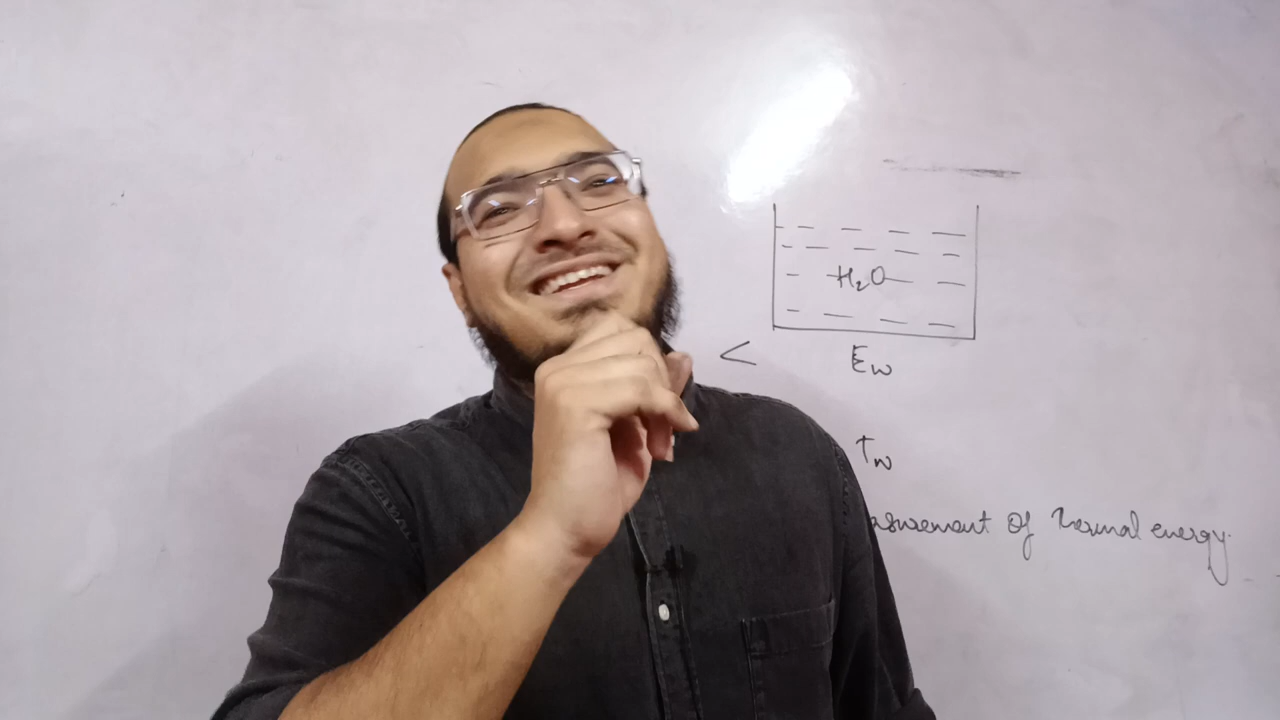 H₂O
< Ew
Tw
asurement of Thermal energy.